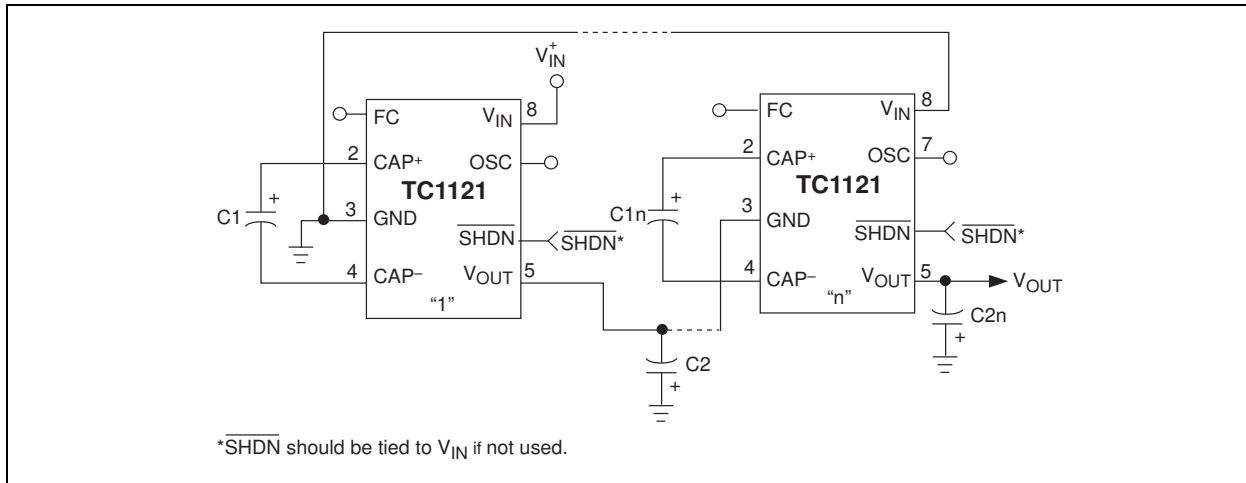 V+IN
FC
VIN
8
2
CAP+
OSC
TC1121
C1
+
3
GND
SHDN
SHDN*
4
CAP–
VOUT
5
“1”
C2
+
FC
VIN
8
2
CAP+
OSC
7
TC1121
C1n
+
3
GND
SHDN
SHDN*
4
CAP–
VOUT
5
VOUT
“n”
C2n
+
*SHDN should be tied to VIN if not used.